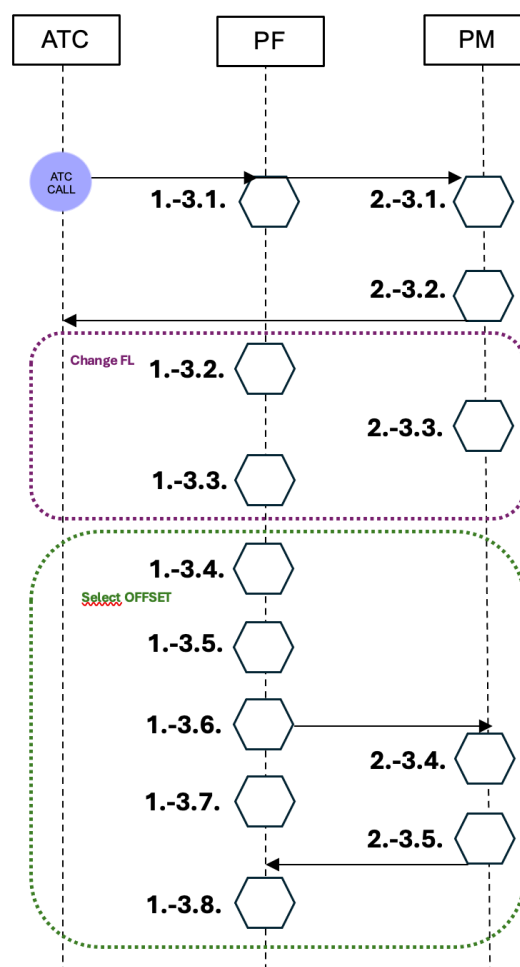 ATC PF PM
ATC
CALL
1.-3.1. 2.-3.1.
2.-3.2.
Change FL
1.-3.2.
2.-3.3.
1.-3.3.
1.-3.4.
Select OFFSET
1.-3.5.
1.-3.6.
2.-3.4.
1.-3.7.
2.-3.5.
1.-3.8.